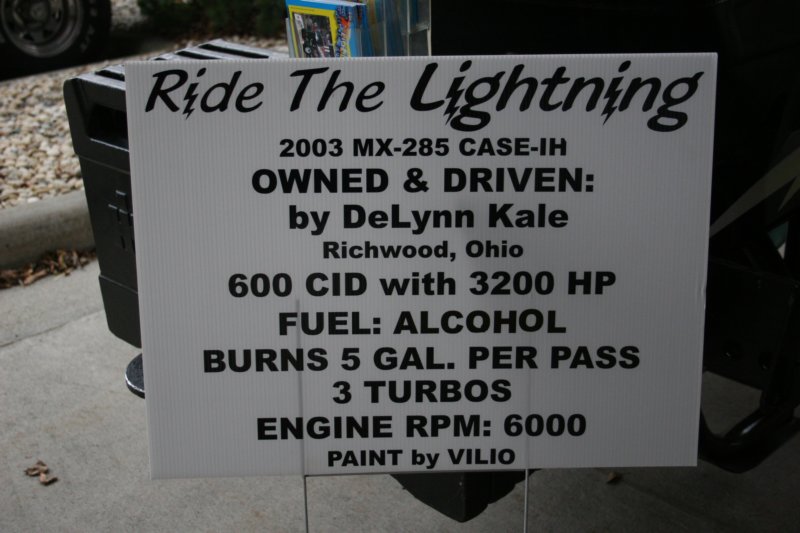 Ride The Lightning
2003 MX-285 CASE-IH
OWNED & DRIVEN:
by DeLynn Kale
Richwood, Ohio
600 CID with 3200 HP
FUEL: ALCOHOL
BURNS 5 GAL. PER PASS
3 TURBOS
ENGINE RPM: 6000
PAINT by VILIO